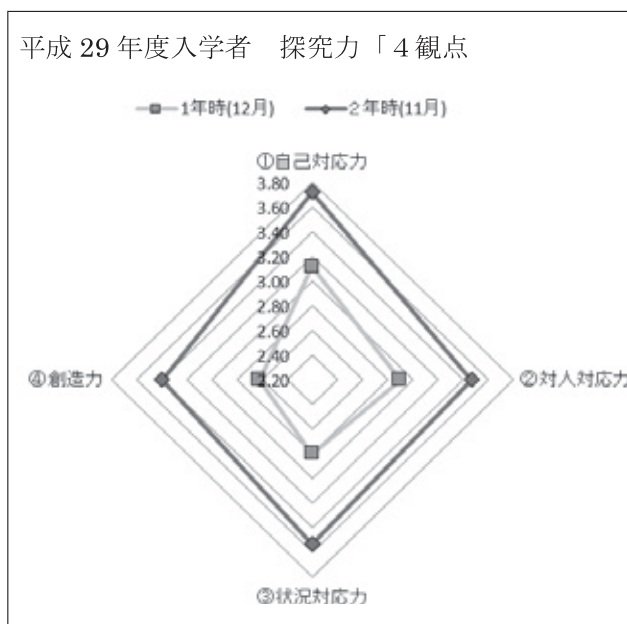 平成 29 年度入学者　探究力「４観点
1年時(12月)　２年時(11月)
①自己対応力
3.80
3.60
3.40
3.20
3.00
2.80
2.60
2.40
2.20
④創造力　②対人対応力
③状況対応力